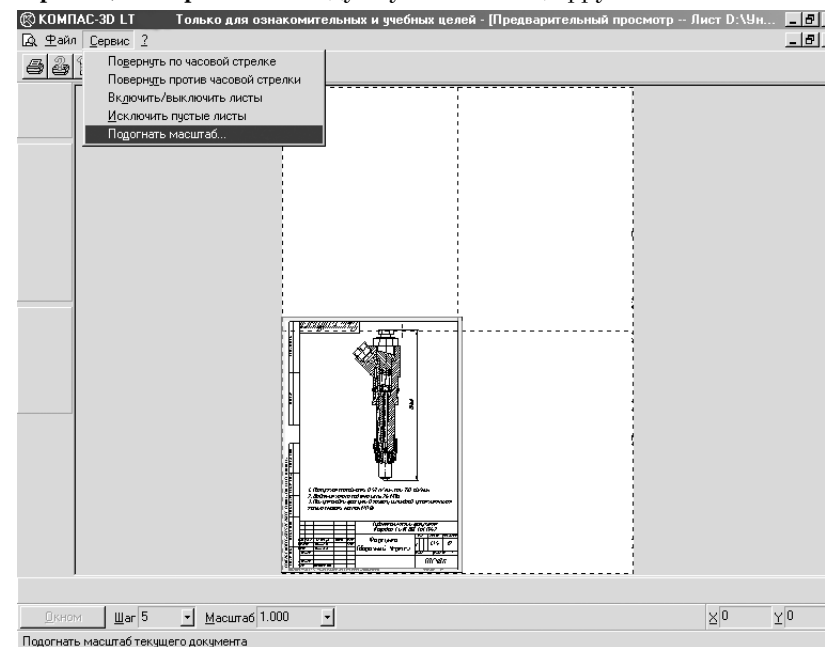 КОМПАС-3D LT Только для ознакомительных и учебных целей - [Предварительный просмотр -- Лист D:\Ун...
Файл Сервис ?
Повернуть по часовой стрелке
Повернуть против часовой стрелки
Включить/выключить листы
Исключить пустые листы
Подогнать масштаб...
Окном Шаг 5 Масштаб 1.000 X 0 Y 0
Подогнать масштаб текущего документа